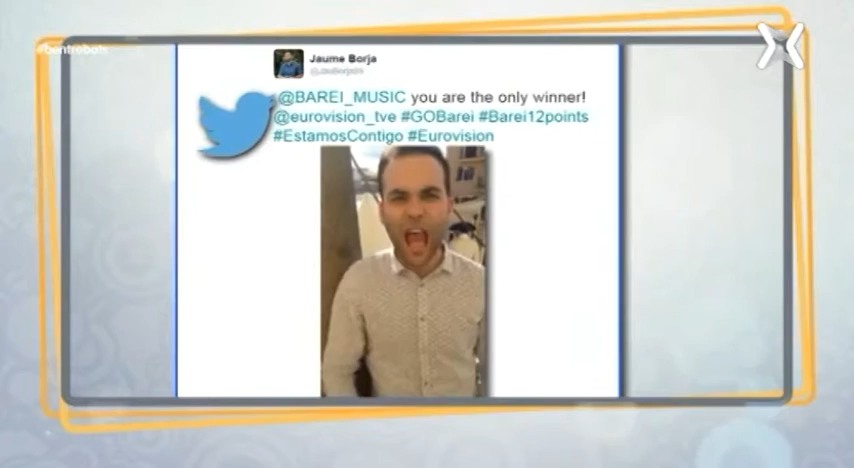 #bentrobats
Jaume Borja
@BAREI_MUSIC you are the only winner!
@eurovision_tve #GOBarei #Barei12points
#EstamosContigo #Eurovision